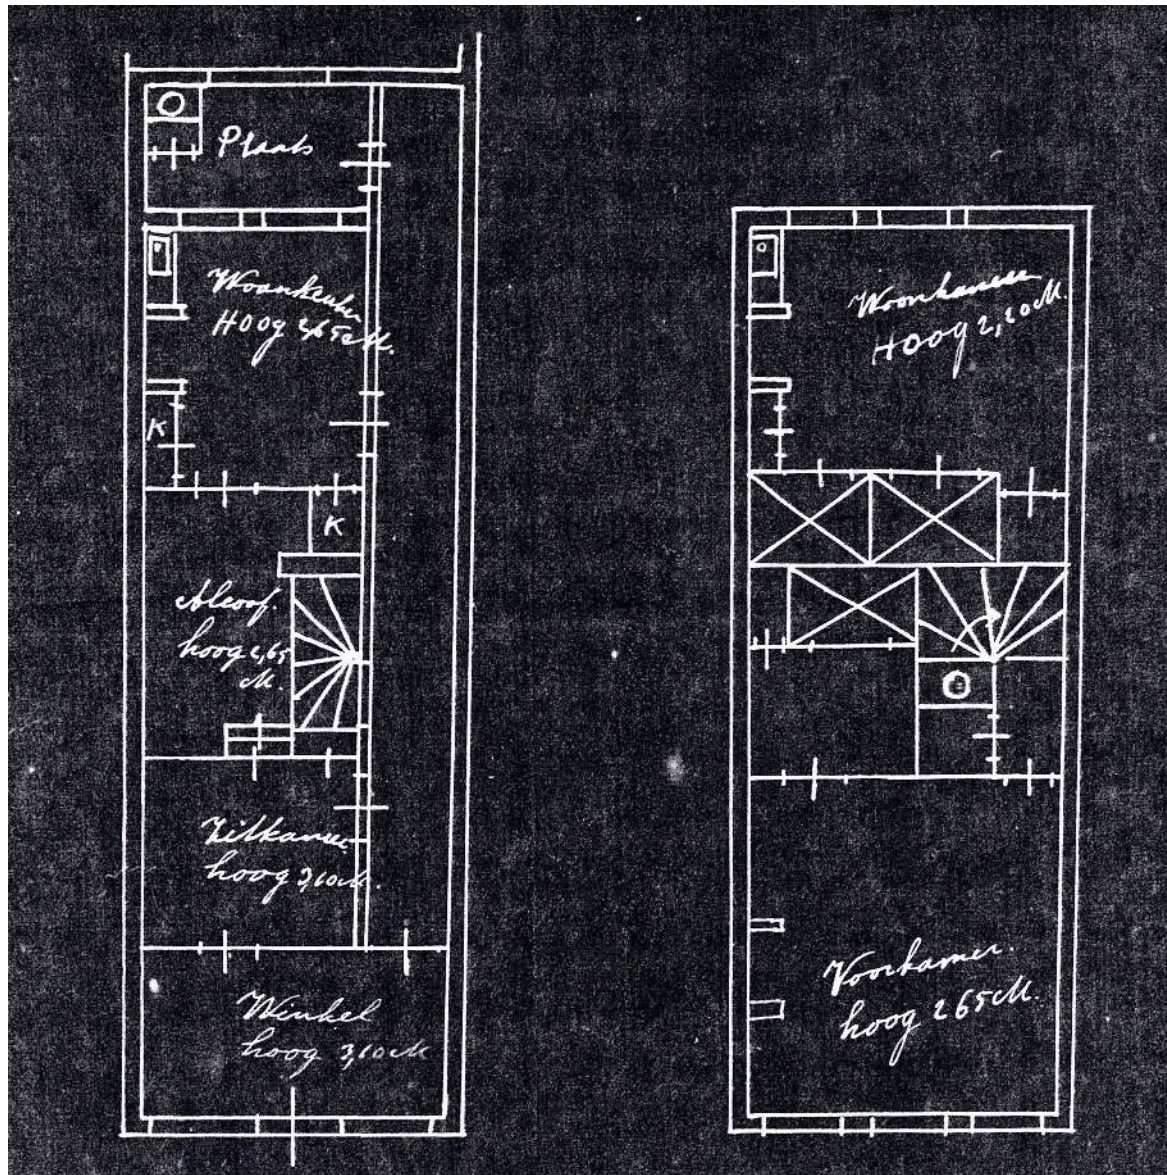 Plaats
Woonkeuken
Hoog 2,65 M.
K
K
Alcoof.
hoog 2,65
M.
Zitkamer
hoog 3,10 M.
Winkel
hoog 3,10 M
Woonkamer
Hoog 2,20 M.
Voorkamer.
hoog 265 M.